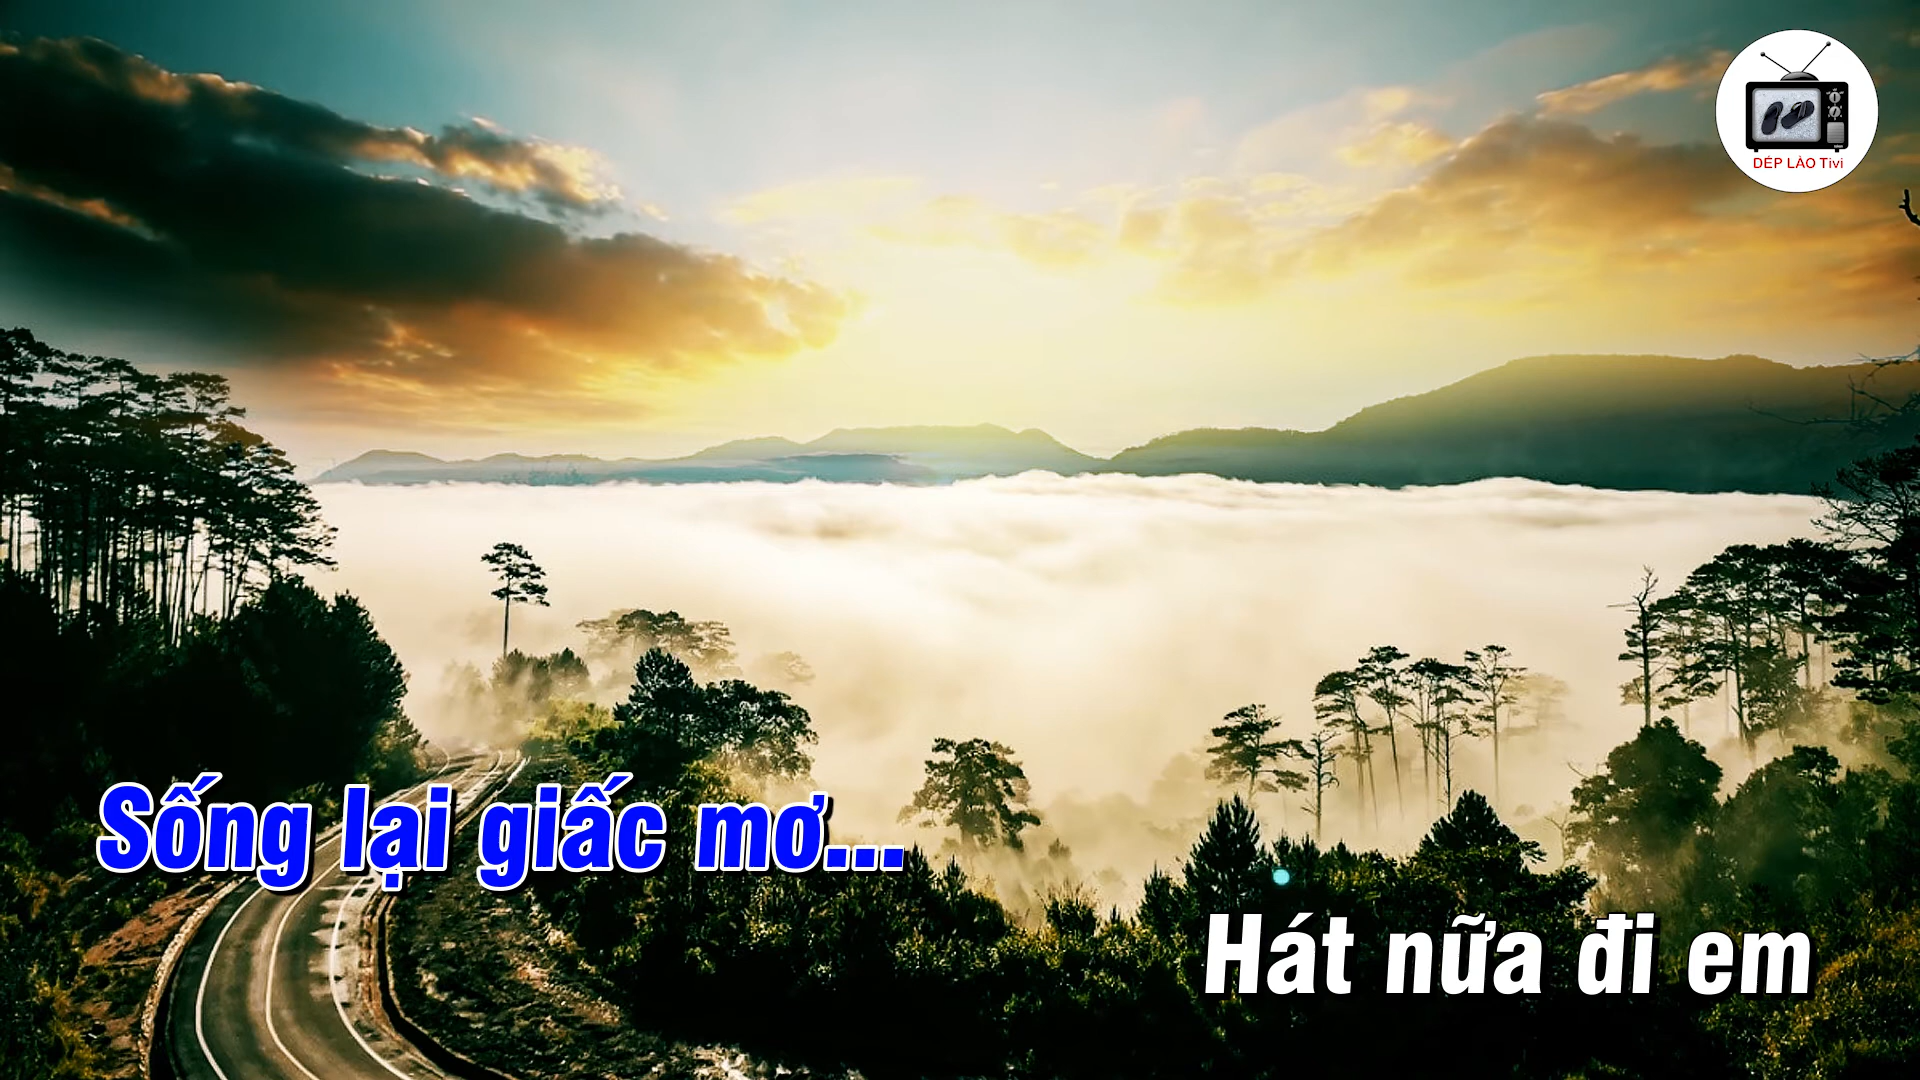 DÉP LÀO Tivi
Sống lại giấc mơ...
Hát nữa đi em